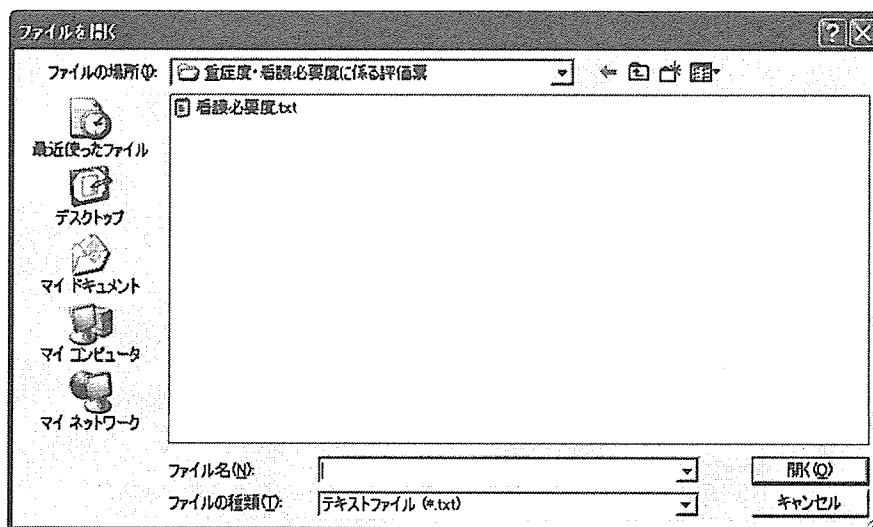 ファイルを開く
ファイルの場所(I):
重症度・看護必要度に係る評価票
看護必要度.txt
最近使ったファイル
デスクトップ
マイ ドキュメント
マイ コンピュータ
マイ ネットワーク
ファイル名(N):
開く(O)
ファイルの種類(T):
テキストファイル (*.txt)
キャンセル